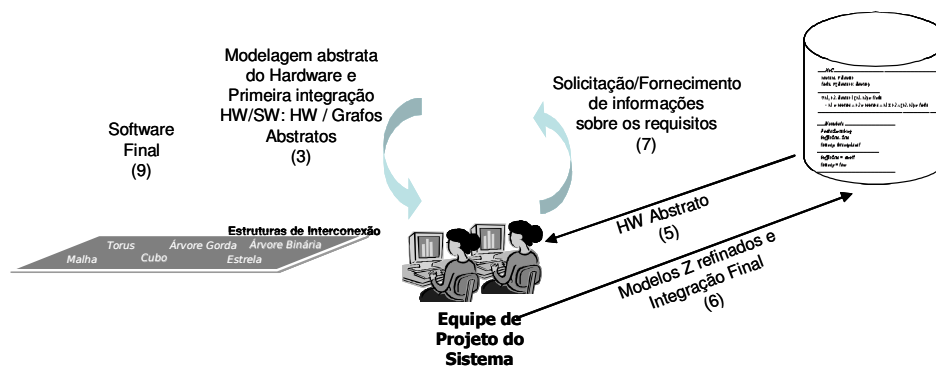 Modelagem abstrata
do Hardware e
Primeira integração
HW/SW: HW / Grafos
Abstratos
(3)
Solicitação/Fornecimento
de informações
sobre os requisitos
(7)
Software
Final
(9)
Estruturas de Interconexão
Torus Árvore Gorda Árvore Binária
Malha Cubo Estrela
HW Abstrato
(5)
Modelos Z refinados e
Integração Final
(6)
Equipe de
Projeto do
Sistema